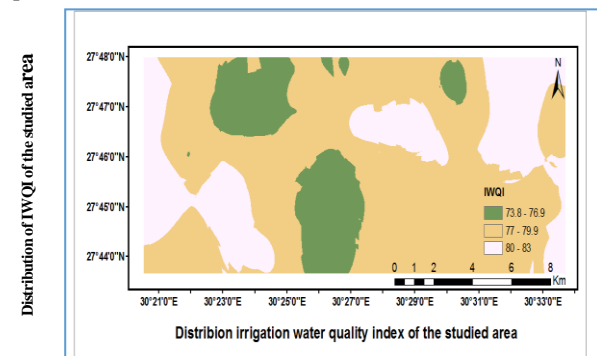 Distribution of IWQI of the studied area
27°48'0"N
27°47'0"N
27°46'0"N
27°45'0"N
27°44'0"N
N
IWQI
73.8 - 76.9
77 - 79.9
80 - 83
0 1 2 4 6 8
Km
30°21'0"E 30°23'0"E 30°25'0"E 30°27'0"E 30°29'0"E 30°31'0"E 30°33'0"E
Distribion irrigation water quality index of the studied area